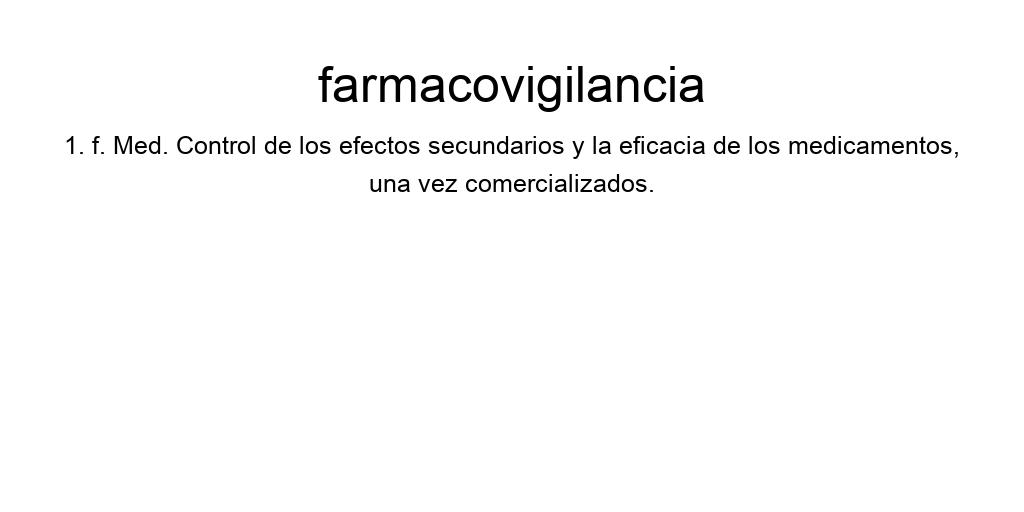 farmacovigilancia
1. f. Med. Control de los efectos secundarios y la eficacia de los medicamentos,
una vez comercializados.